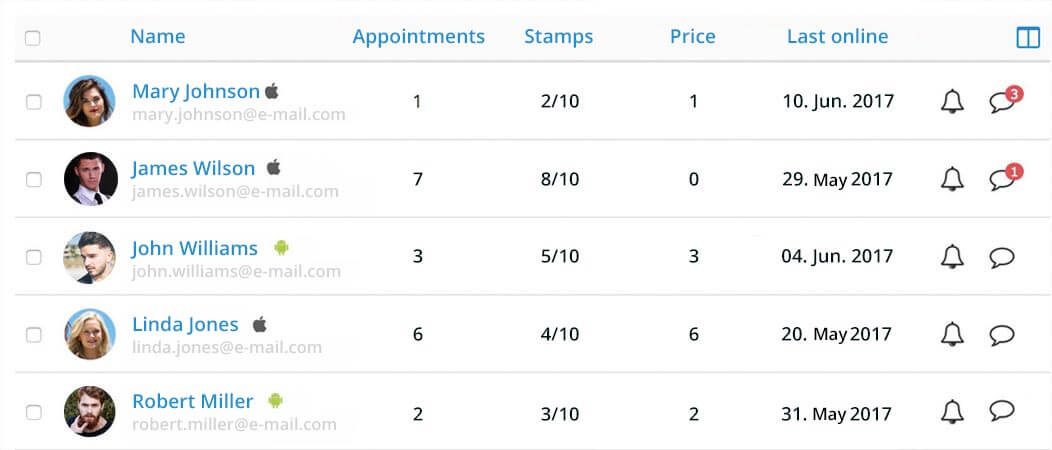 Name Appointments Stamps Price Last online
Mary Johnson
mary.johnson@e-mail.com
1 2/10 1 10. Jun. 2017 3
James Wilson
james.wilson@e-mail.com
7 8/10 0 29. May 2017 1
John Williams
john.williams@e-mail.com
3 5/10 3 04. Jun. 2017
Linda Jones
linda.jones@e-mail.com
6 4/10 6 20. May 2017
Robert Miller
robert.miller@e-mail.com
2 3/10 2 31. May 2017